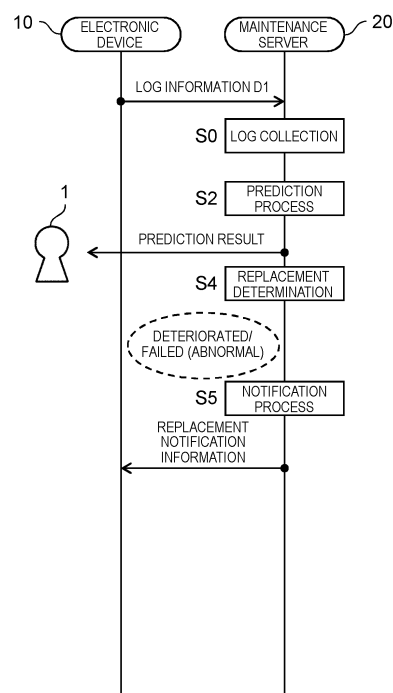 10
ELECTRONIC
DEVICE
MAINTENANCE
SERVER
20
LOG INFORMATION D1
S0
LOG COLLECTION
S2
PREDICTION
PROCESS
1
PREDICTION RESULT
S4
REPLACEMENT
DETERMINATION
DETERIORATED/
FAILED (ABNORMAL)
S5
NOTIFICATION
PROCESS
REPLACEMENT
NOTIFICATION
INFORMATION